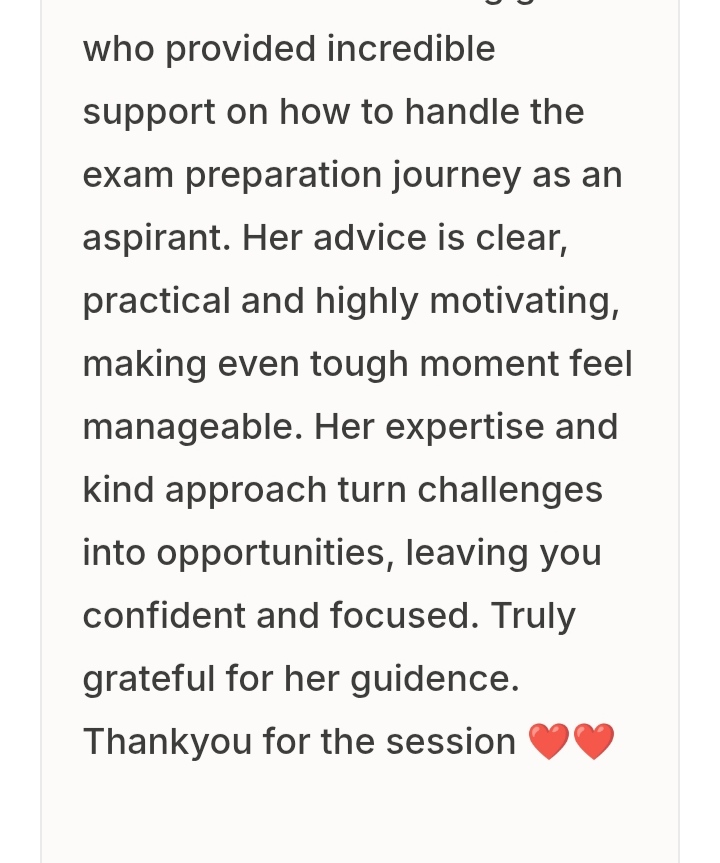 who provided incredible
support on how to handle the
exam preparation journey as an
aspirant. Her advice is clear,
practical and highly motivating,
making even tough moment feel
manageable. Her expertise and
kind approach turn challenges
into opportunities, leaving you
confident and focused. Truly
grateful for her guidence.
Thankyou for the session ❤️❤️